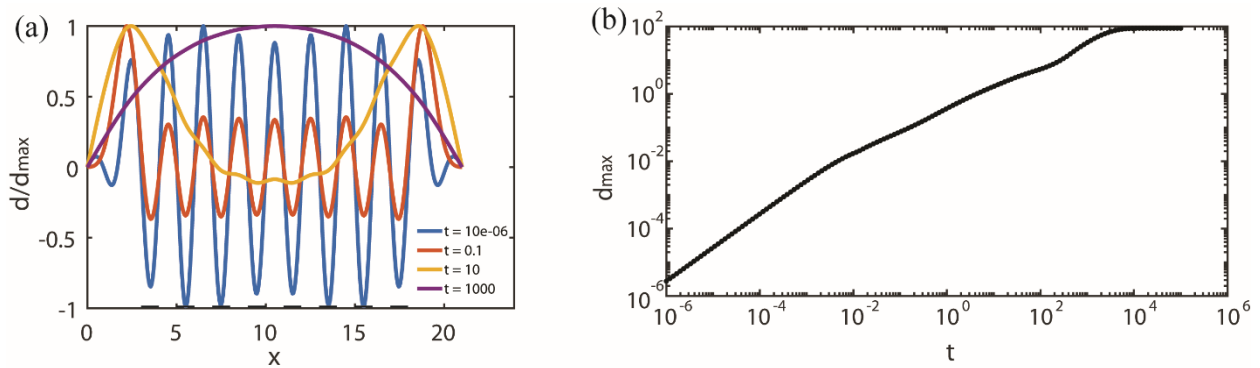 (a)
d/dmax
1
0.5
0
-0.5
-1
t = 10e-06
t = 0.1
t = 10
t = 1000
0 5 10 15 20
x
(b)
dmax
10^2
10^0
10^-2
10^-4
10^-6
10^-6 10^-4 10^-2 10^0 10^2 10^4 10^6
t